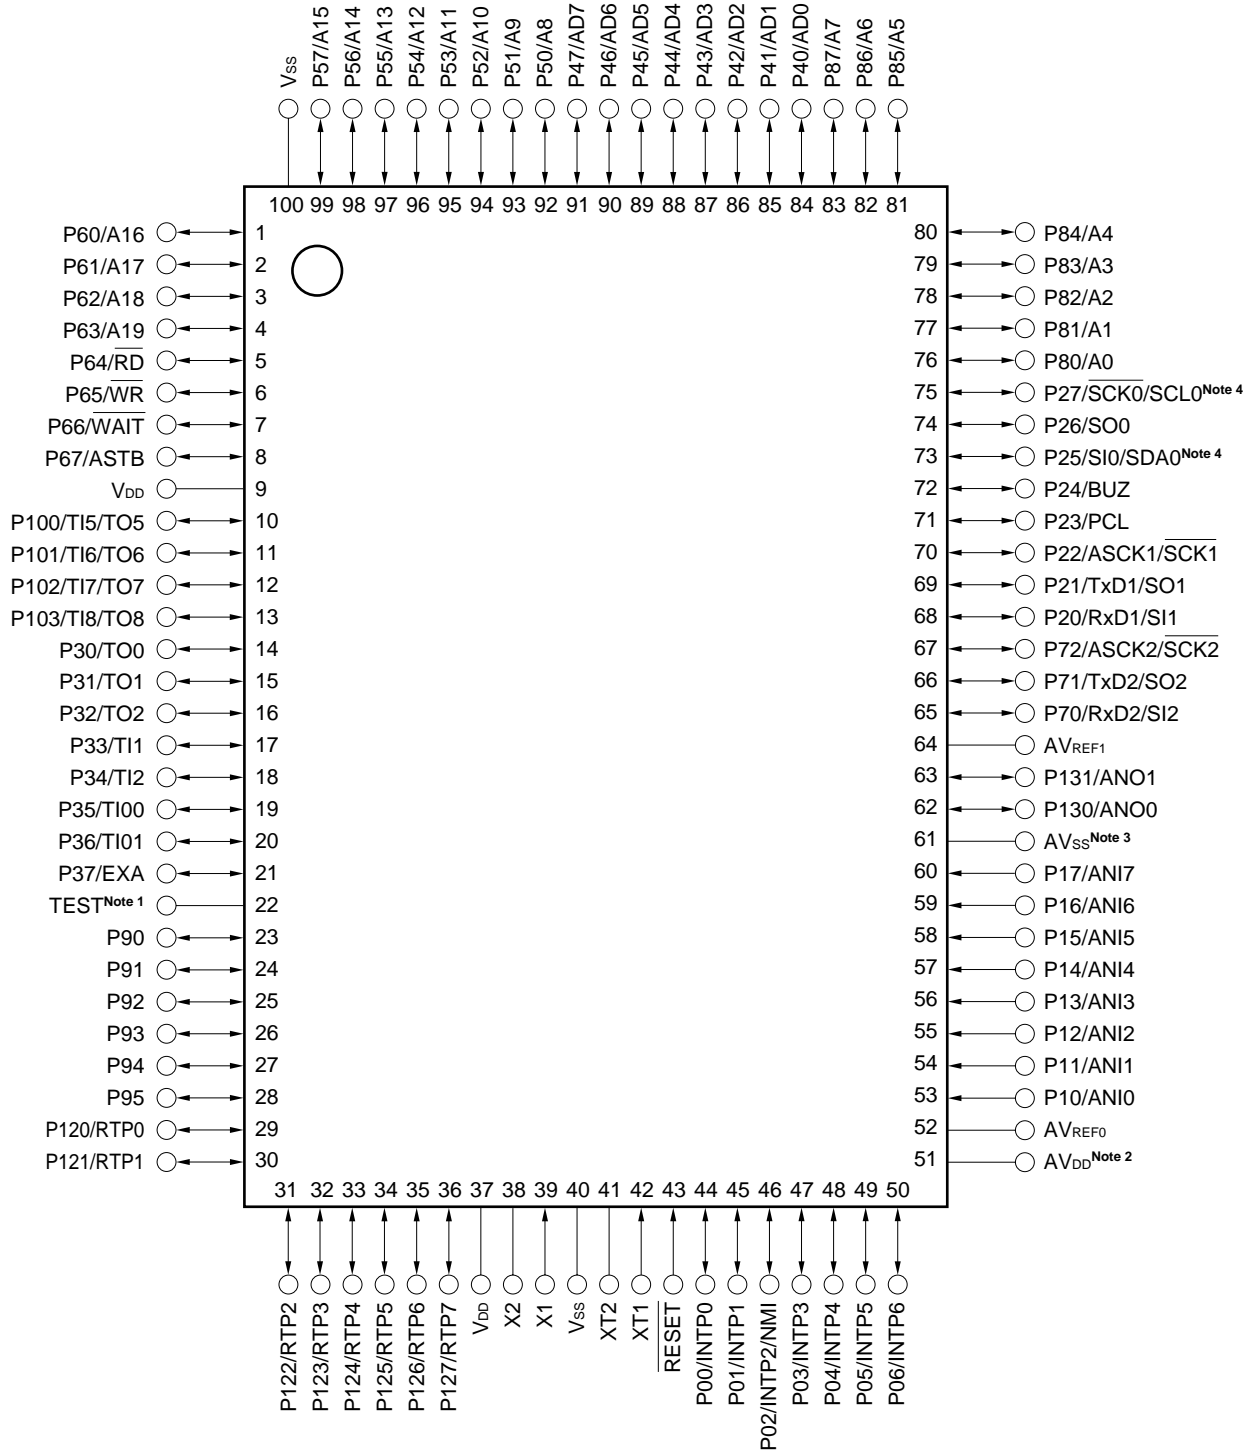 Vss
P57/A15
P56/A14
P55/A13
P54/A12
P53/A11
P52/A10
P51/A9
P50/A8
P47/AD7
P46/AD6
P45/AD5
P44/AD4
P43/AD3
P42/AD2
P41/AD1
P40/AD0
P87/A7
P86/A6
P85/A5
100 99 98 97 96 95 94 93 92 91 90 89 88 87 86 85 84 83 82 81
P60/A16 1
P61/A17 2
P62/A18 3
P63/A19 4
P64/RD 5
P65/WR 6
P66/WAIT 7
P67/ASTB 8
VDD 9
P100/TI5/TO5 10
P101/TI6/TO6 11
P102/TI7/TO7 12
P103/TI8/TO8 13
P30/TO0 14
P31/TO1 15
P32/TO2 16
P33/TI1 17
P34/TI2 18
P35/TI00 19
P36/TI01 20
P37/EXA 21
TEST Note 1 22
P90 23
P91 24
P92 25
P93 26
P94 27
P95 28
P120/RTP0 29
P121/RTP1 30
80 P84/A4
79 P83/A3
78 P82/A2
77 P81/A1
76 P80/A0
75 P27/SCK0/SCL0 Note 4
74 P26/SO0
73 P25/SI0/SDA0 Note 4
72 P24/BUZ
71 P23/PCL
70 P22/ASCK1/SCK1
69 P21/TxD1/SO1
68 P20/RxD1/SI1
67 P72/ASCK2/SCK2
66 P71/TxD2/SO2
65 P70/RxD2/SI2
64 AVREF1
63 P131/ANO1
62 P130/ANO0
61 AVss Note 3
60 P17/ANI7
59 P16/ANI6
58 P15/ANI5
57 P14/ANI4
56 P13/ANI3
55 P12/ANI2
54 P11/ANI1
53 P10/ANI0
52 AVREF0
51 AVDD Note 2
31 32 33 34 35 36 37 38 39 40 41 42 43 44 45 46 47 48 49 50
P122/RTP2
P123/RTP3
P124/RTP4
P125/RTP5
P126/RTP6
P127/RTP7
VDD
X2
X1
Vss
XT2
XT1
RESET
P00/INTP0
P01/INTP1
P02/INTP2/NMI
P03/INTP3
P04/INTP4
P05/INTP5
P06/INTP6